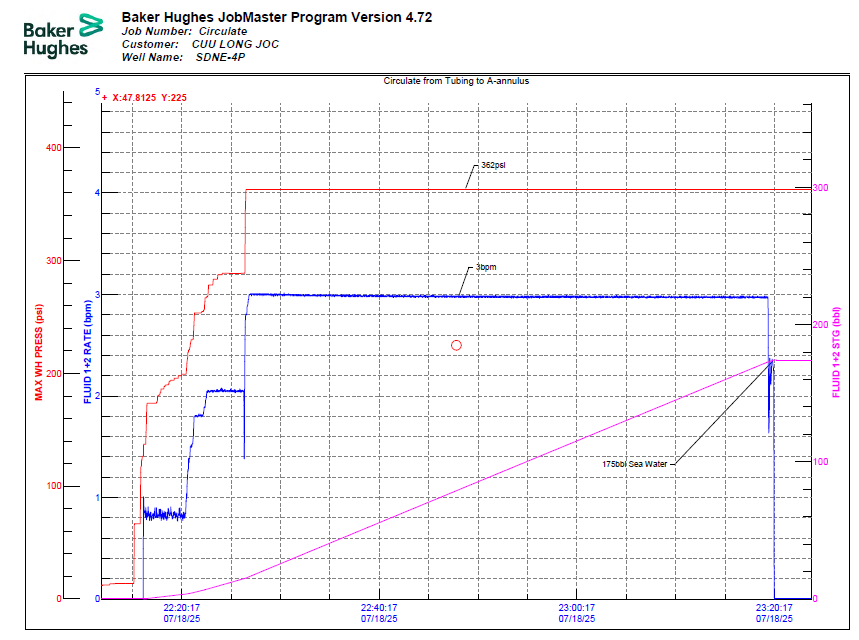 Baker
Hughes
Baker Hughes JobMaster Program Version 4.72
Job Number: Circulate
Customer: CUU LONG JOC
Well Name: SDNE-4P
Circulate from Tubing to A-annulus
+ X:47.8125 Y:225
MAX WH PRESS (psi)
400
300
200
100
0
FLUID 1+2 RATE (bpm)
5
4
3
2
1
0
362psi
3bpm
175bbl Sea Water
FLUID 1+2 STG (bbl)
300
200
100
0
22:20:17
07/18/25
22:40:17
07/18/25
23:00:17
07/18/25
23:20:17
07/18/25